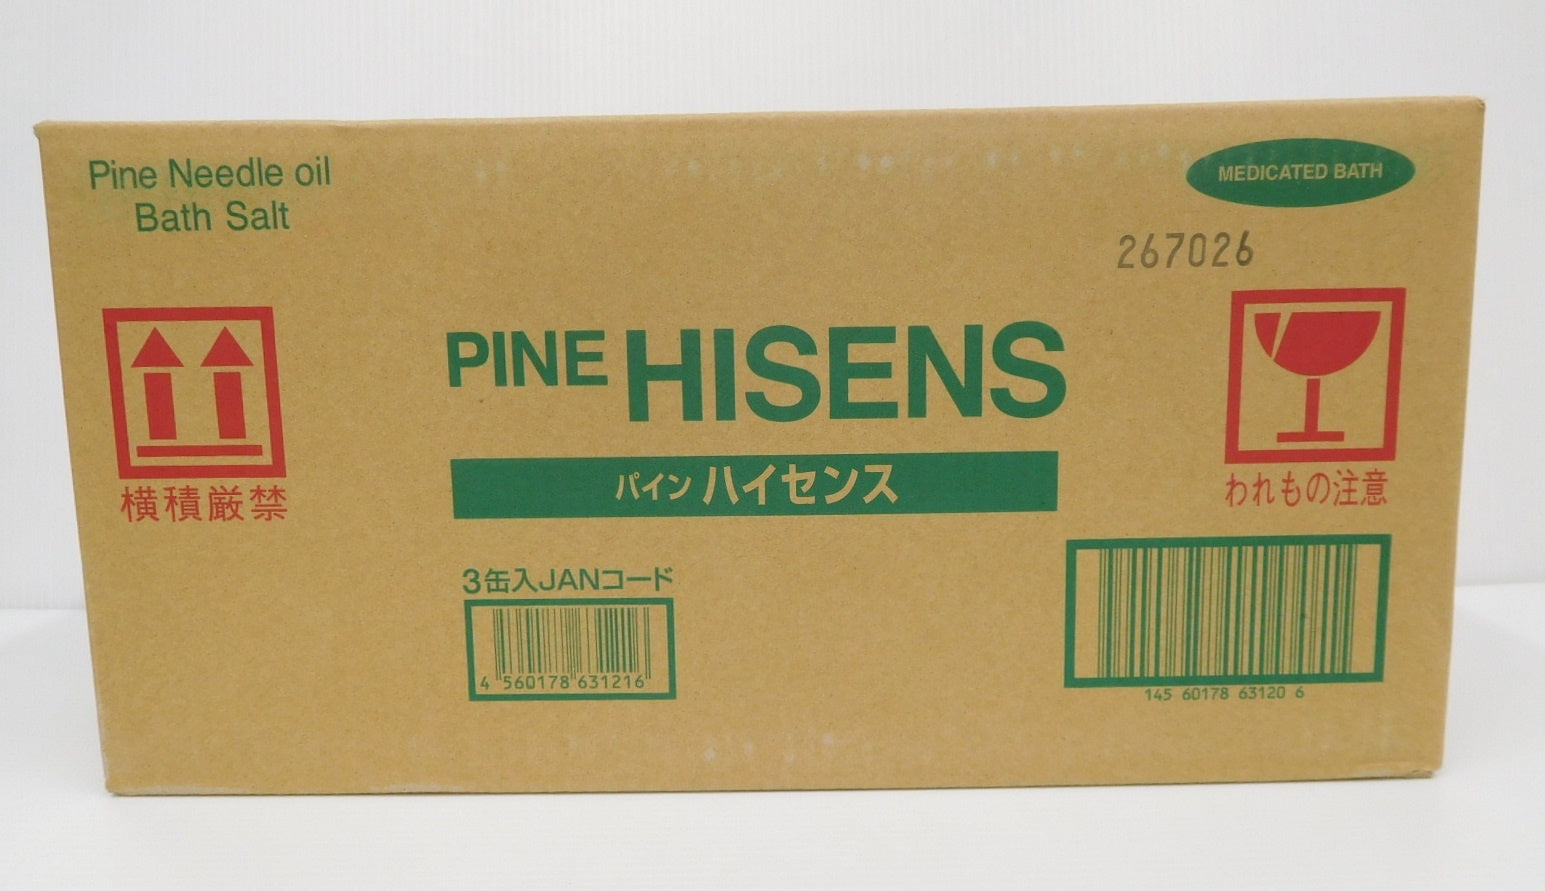 Pine Needle oil
Bath Salt
MEDICATED BATH
267026
PINE HISENS
パイン ハイセンス
横積厳禁
われもの注意
3缶入JANコード
4 560178 631216
145 60178 63120 6